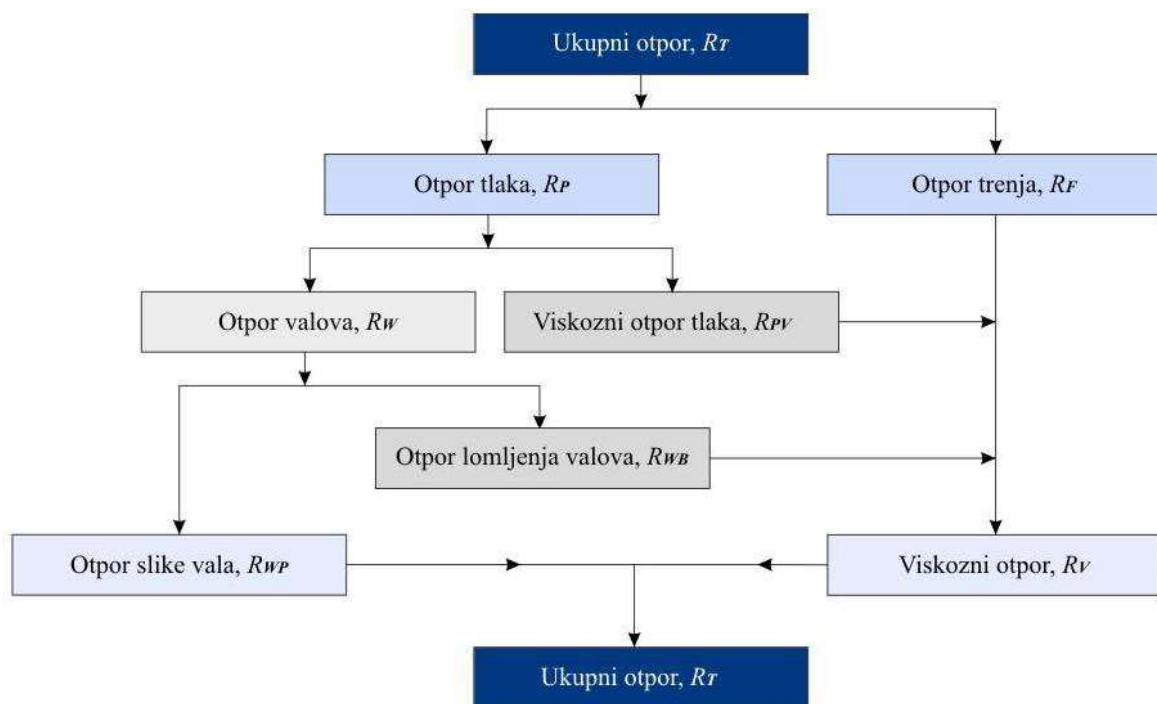 Ukupni otpor, RT
Otpor tlaka, RP
Otpor trenja, RF
Otpor valova, RW
Viskozni otpor tlaka, RPV
Otpor lomljenja valova, RWB
Otpor slike vala, RWP
Viskozni otpor, RV
Ukupni otpor, RT